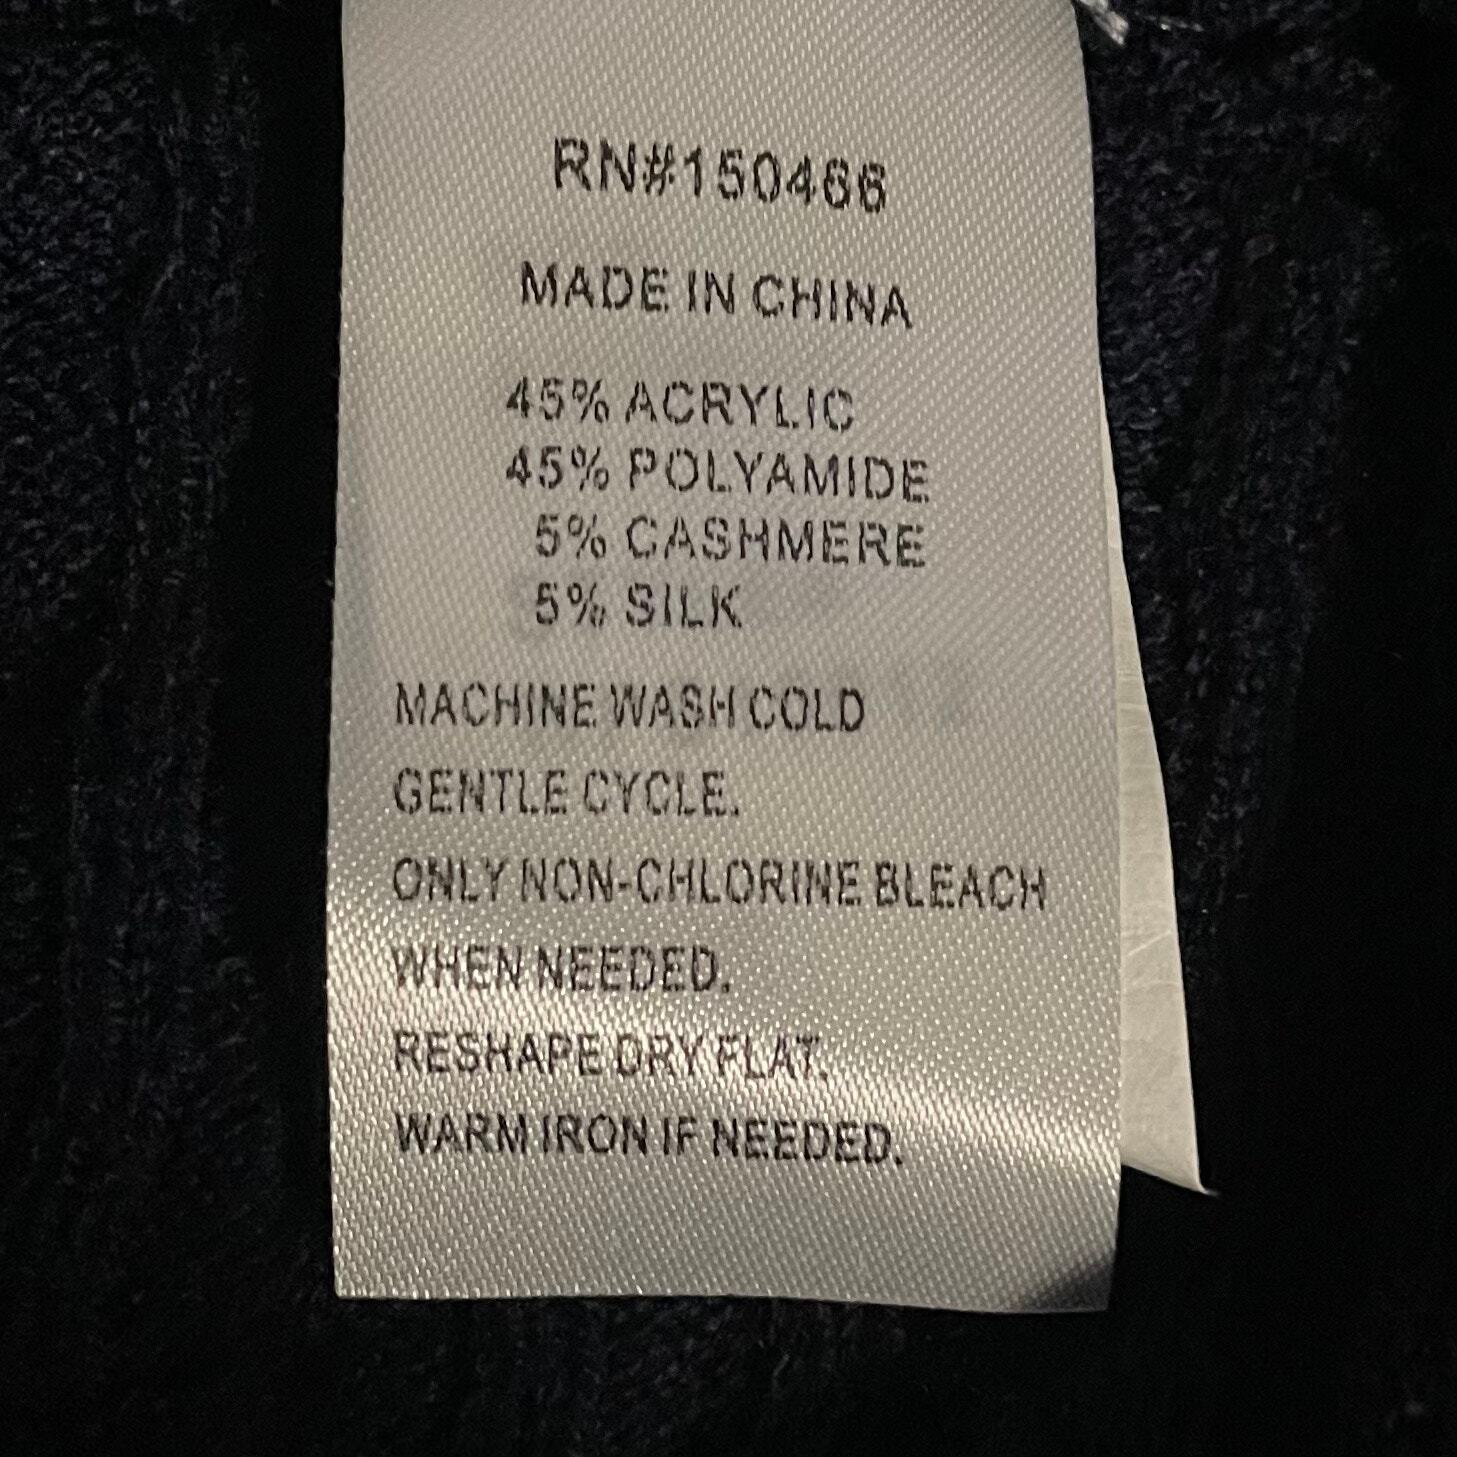 RN#150466
MADE IN CHINA
45% ACRYLIC
45% POLYAMIDE
5% CASHMERE
5% SILK
MACHINE WASH COLD
GENTLE CYCLE.
ONLY NON-CHLORINE BLEACH
WHEN NEEDED.
RESHAPE DRY FLAT.
WARM IRON IF NEEDED.